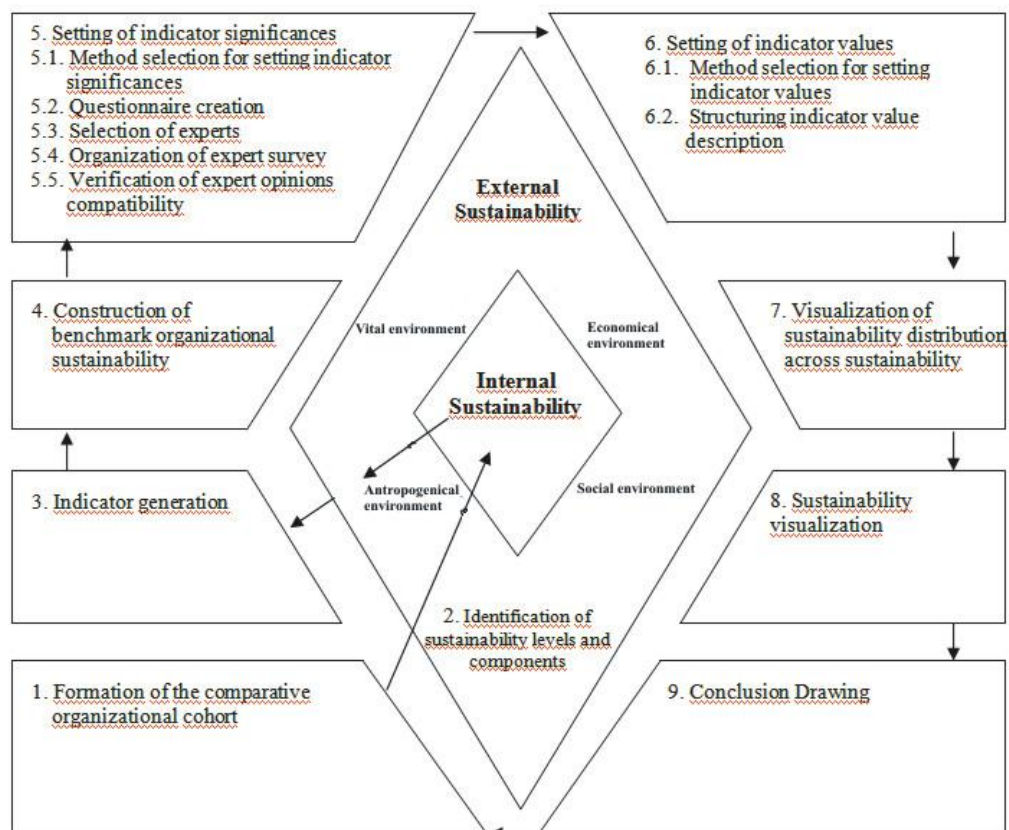 5. Setting of indicator significances
5.1. Method selection for setting indicator
significances
5.2. Questionnaire creation
5.3. Selection of experts
5.4. Organization of expert survey
5.5. Verification of expert opinions
compatibility
6. Setting of indicator values
6.1. Method selection for setting
indicator values
6.2. Structuring indicator value
description
External
Sustainability
4. Construction of
benchmark organizational
sustainability
Vital environment
Economical
environment
7. Visualization of
sustainability distribution
across sustainability
Internal
Sustainability
3. Indicator generation
Antropogenical
environment
Social environment
8. Sustainability
visualization
2. Identification of
sustainability levels and
components
1. Formation of the comparative
organizational cohort
9. Conclusion Drawing